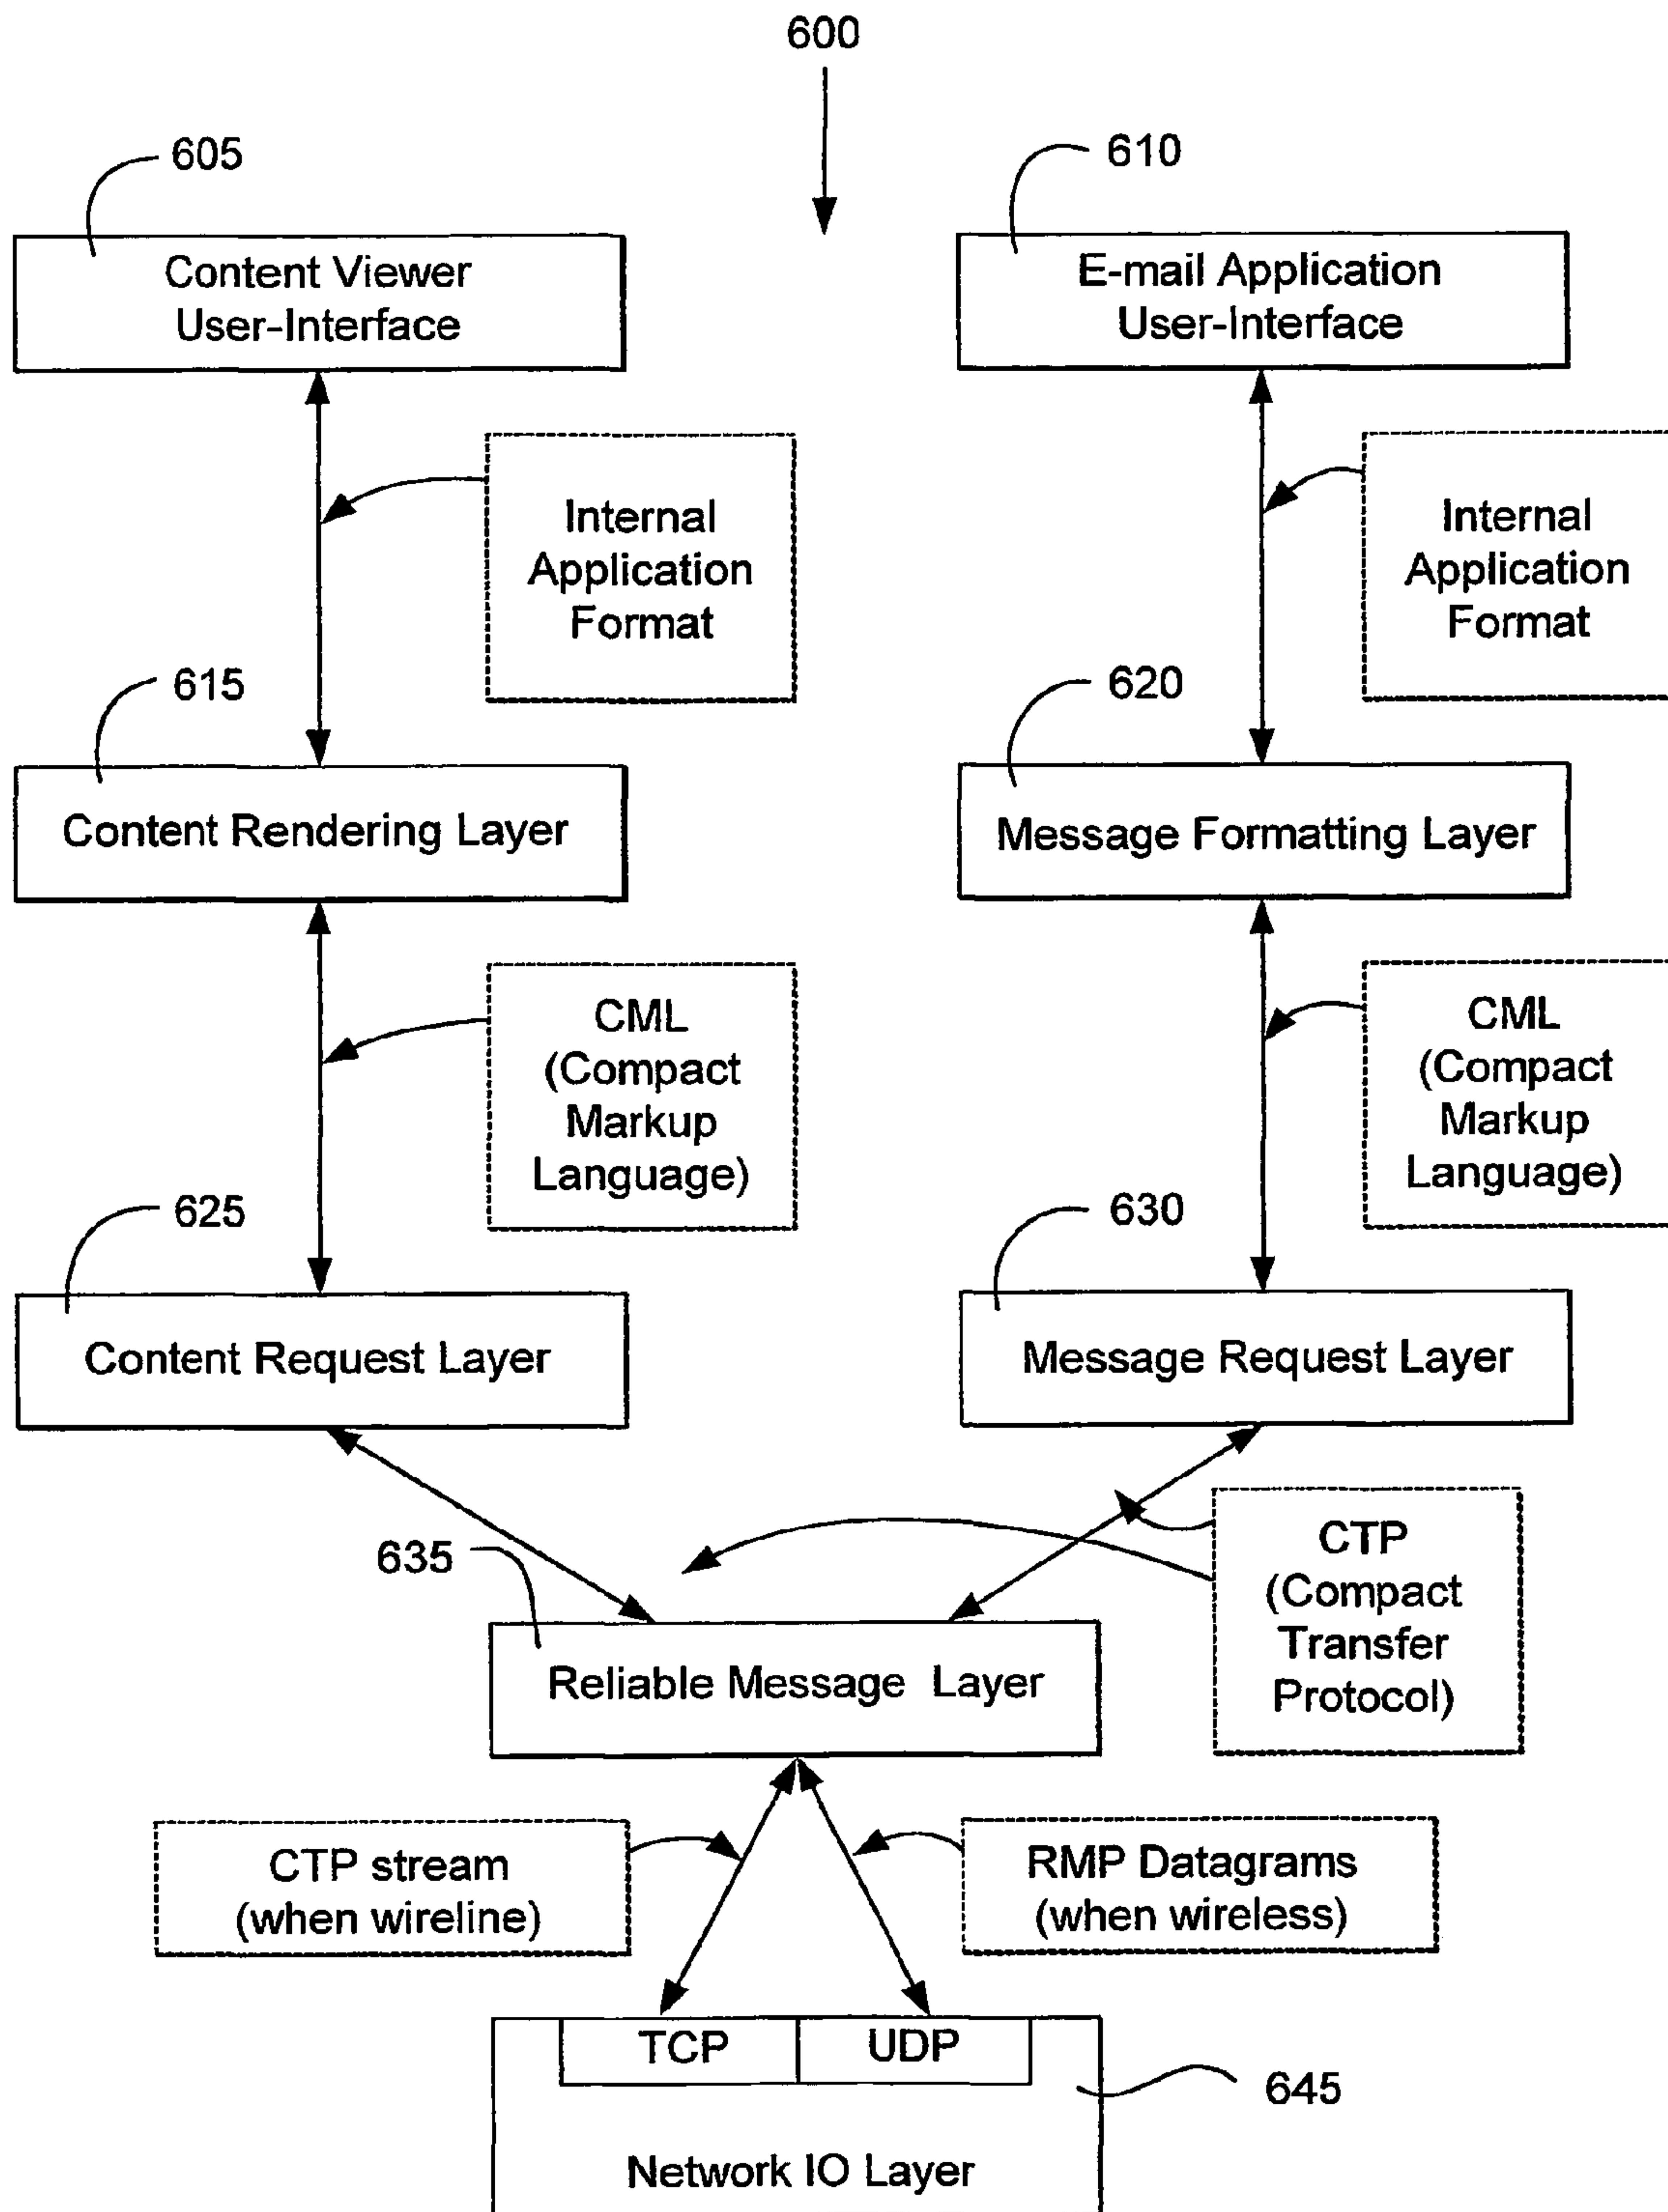 600
605
610
Content Viewer
User-Interface
E-mail Application
User-Interface
Internal
Application
Format
Internal
Application
Format
615
620
Content Rendering Layer
Message Formatting Layer
CML
(Compact
Markup
Language)
CML
(Compact
Markup
Language)
625
630
Content Request Layer
Message Request Layer
635
CTP
(Compact
Transfer
Protocol)
Reliable Message Layer
CTP stream
(when wireline)
RMP Datagrams
(when wireless)
TCP
UDP
645
Network IO Layer